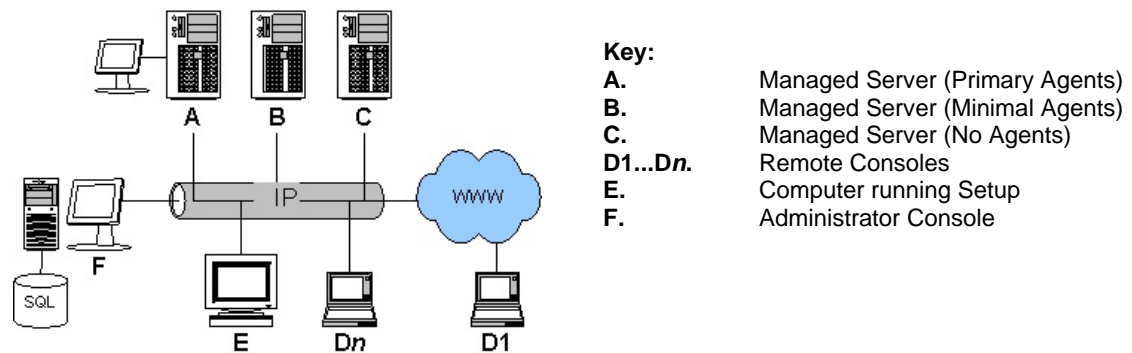 A
B
C
IP
WWW
F
SQL
E
Dn
D1
Key:
A. Managed Server (Primary Agents)
B. Managed Server (Minimal Agents)
C. Managed Server (No Agents)
D1...Dn. Remote Consoles
E. Computer running Setup
F. Administrator Console